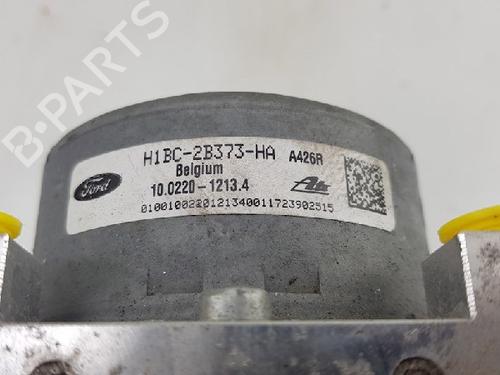 B-PARTS
H1BC-2B373-HA A426R
Belgium
Ford
10.0220-1213.4 Ate
0100100220121340011723902515